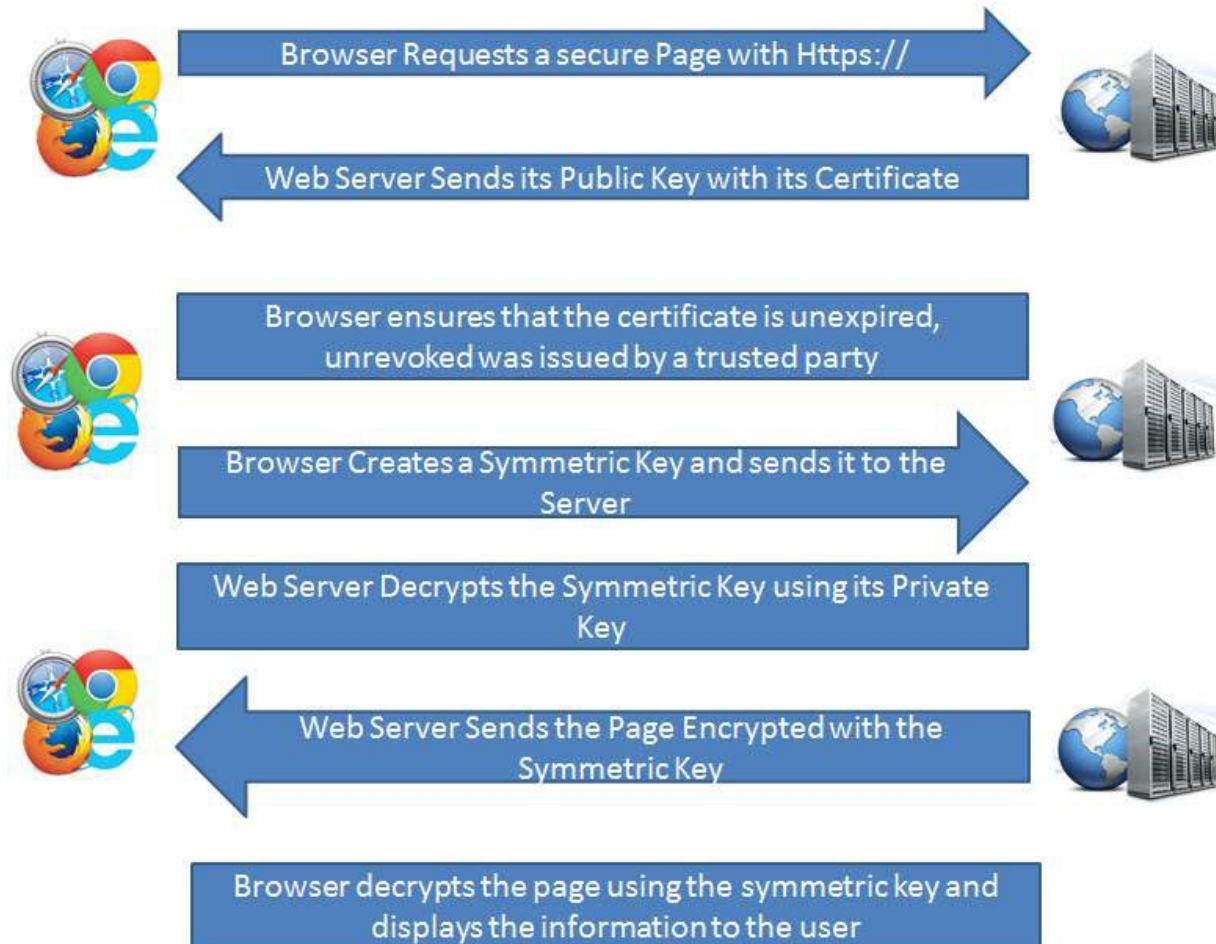 Browser Requests a secure Page with Https://
Web Server Sends its Public Key with its Certificate
Browser ensures that the certificate is unexpired,
unrevoked was issued by a trusted party
Browser Creates a Symmetric Key and sends it to the
Server
Web Server Decrypts the Symmetric Key using its Private
Key
Web Server Sends the Page Encrypted with the
Symmetric Key
Browser decrypts the page using the symmetric key and
displays the information to the user